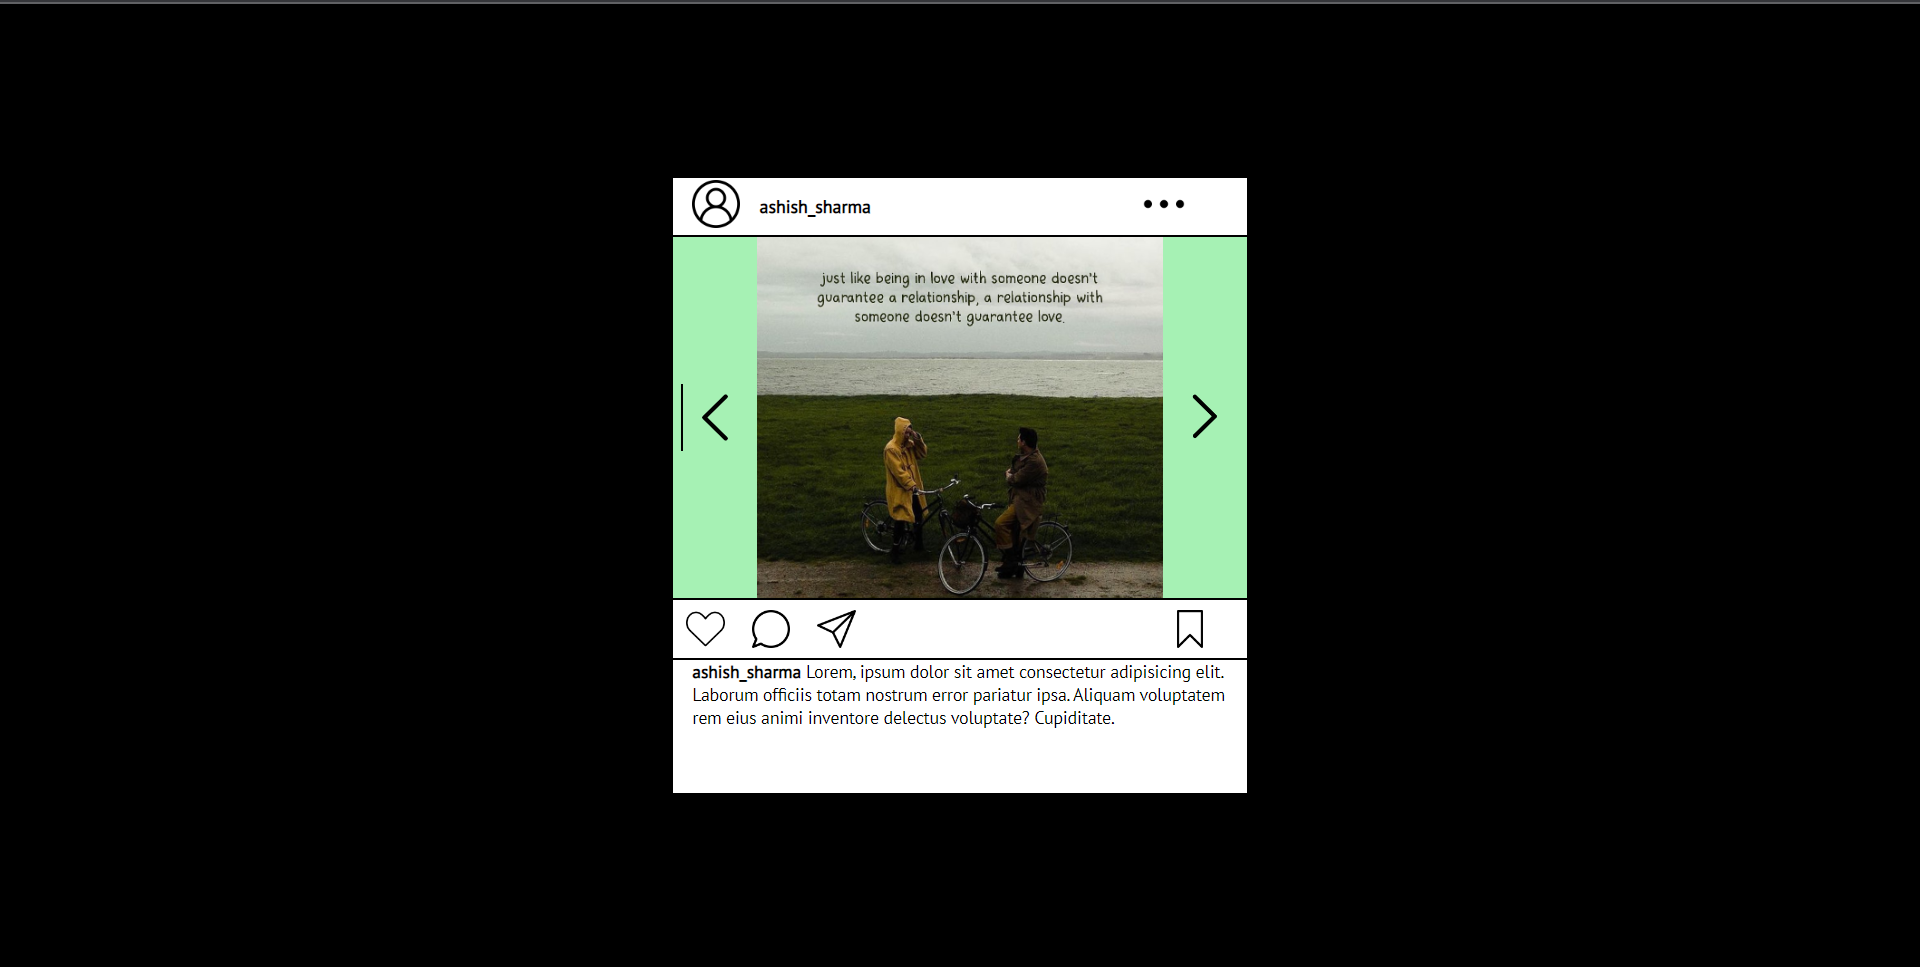 ashish_sharma
just like being in love with someone doesn't
guarantee a relationship, a relationship with
someone doesn't guarantee love.
ashish_sharma Lorem, ipsum dolor sit amet consectetur adipisicing elit.
Laborum officiis totam nostrum error pariatur ipsa. Aliquam voluptatem
rem eius animi inventore delectus voluptate? Cupiditate.